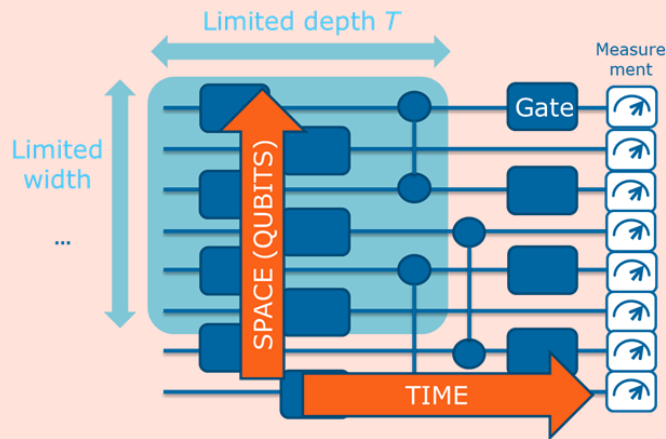 Limited depth T
Measure
ment
Gate
Limited
width
...
SPACE (QUBITS)
TIME